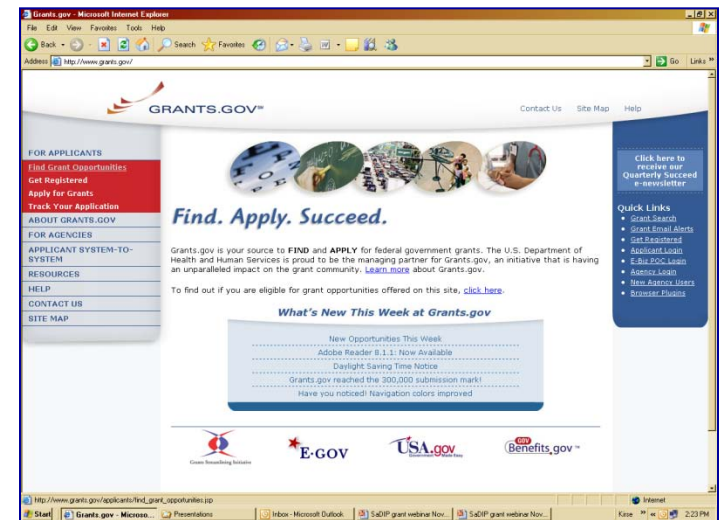 Grants.gov - Microsoft Internet Explorer
File Edit View Favorites Tools Help
Back Search Favorites
Address http://www.grants.gov/ Go Links »
GRANTS.GOV℠
Contact Us Site Map Help
FOR APPLICANTS
Find Grant Opportunities
Get Registered
Apply for Grants
Track Your Application
ABOUT GRANTS.GOV
FOR AGENCIES
APPLICANT SYSTEM-TO-
SYSTEM
RESOURCES
HELP
CONTACT US
SITE MAP
Find. Apply. Succeed.
Grants.gov is your source to FIND and APPLY for federal government grants. The U.S. Department of
Health and Human Services is proud to be the managing partner for Grants.gov, an initiative that is having
an unparalleled impact on the grant community. Learn more about Grants.gov.
To find out if you are eligible for grant opportunities offered on this site, click here.
What's New This Week at Grants.gov
New Opportunities This Week
Adobe Reader 8.1.1: Now Available
Daylight Saving Time Notice
Grants.gov reached the 300,000 submission mark!
Have you noticed! Navigation colors improved
Click here to
receive our
Quarterly Succeed
e-newsletter
Quick Links
Grant Search
Grant Email Alerts
Get Registered
Applicant Login
E-Biz POC Login
Agency Login
New Agency Users
Browser Plugins
Grants Streamlining Initiative
E-GOV
USA.gov
Government Made Easy
GOV Benefits.gov ™
http://www.grants.gov/applicants/find_grant_opportunities.jsp Internet
Start Grants.gov - Microso... Presentations Inbox - Microsoft Outlook SaDIP grant webinar Nov... SaDIP grant webinar Nov... Kisse » « 2:23 PM